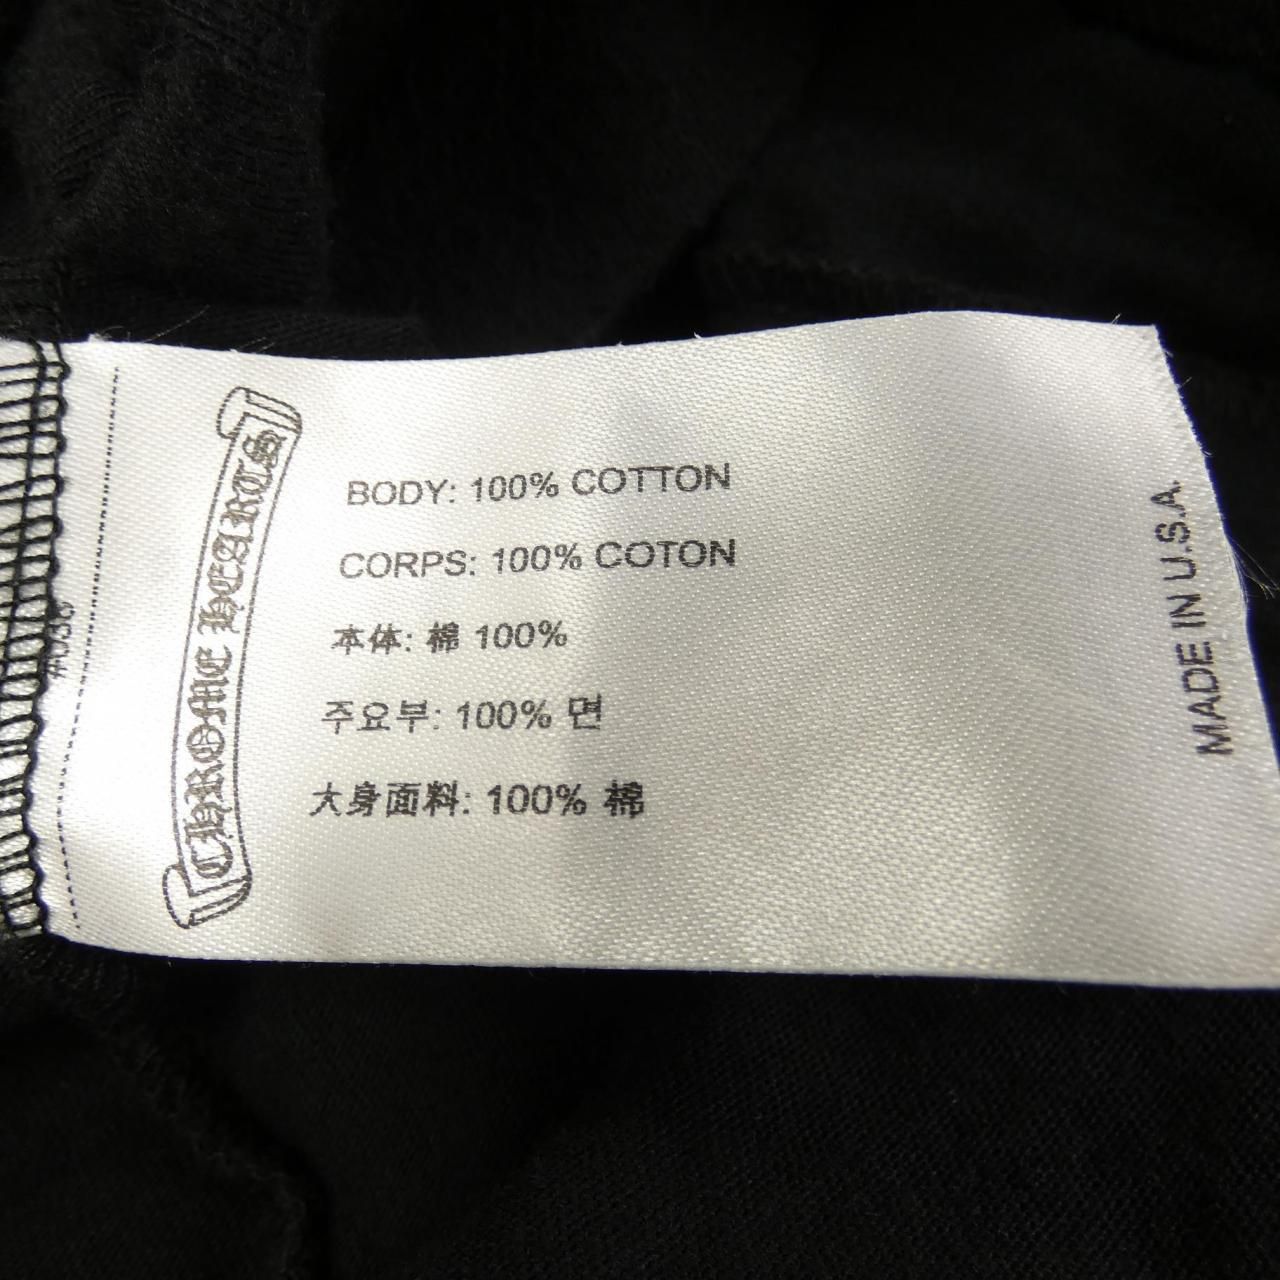 CHROME HEARTS
BODY: 100% COTTON
CORPS: 100% COTON
本体: 棉 100%
주요부: 100% 면
大身面料: 100% 棉
MADE IN U.S.A.